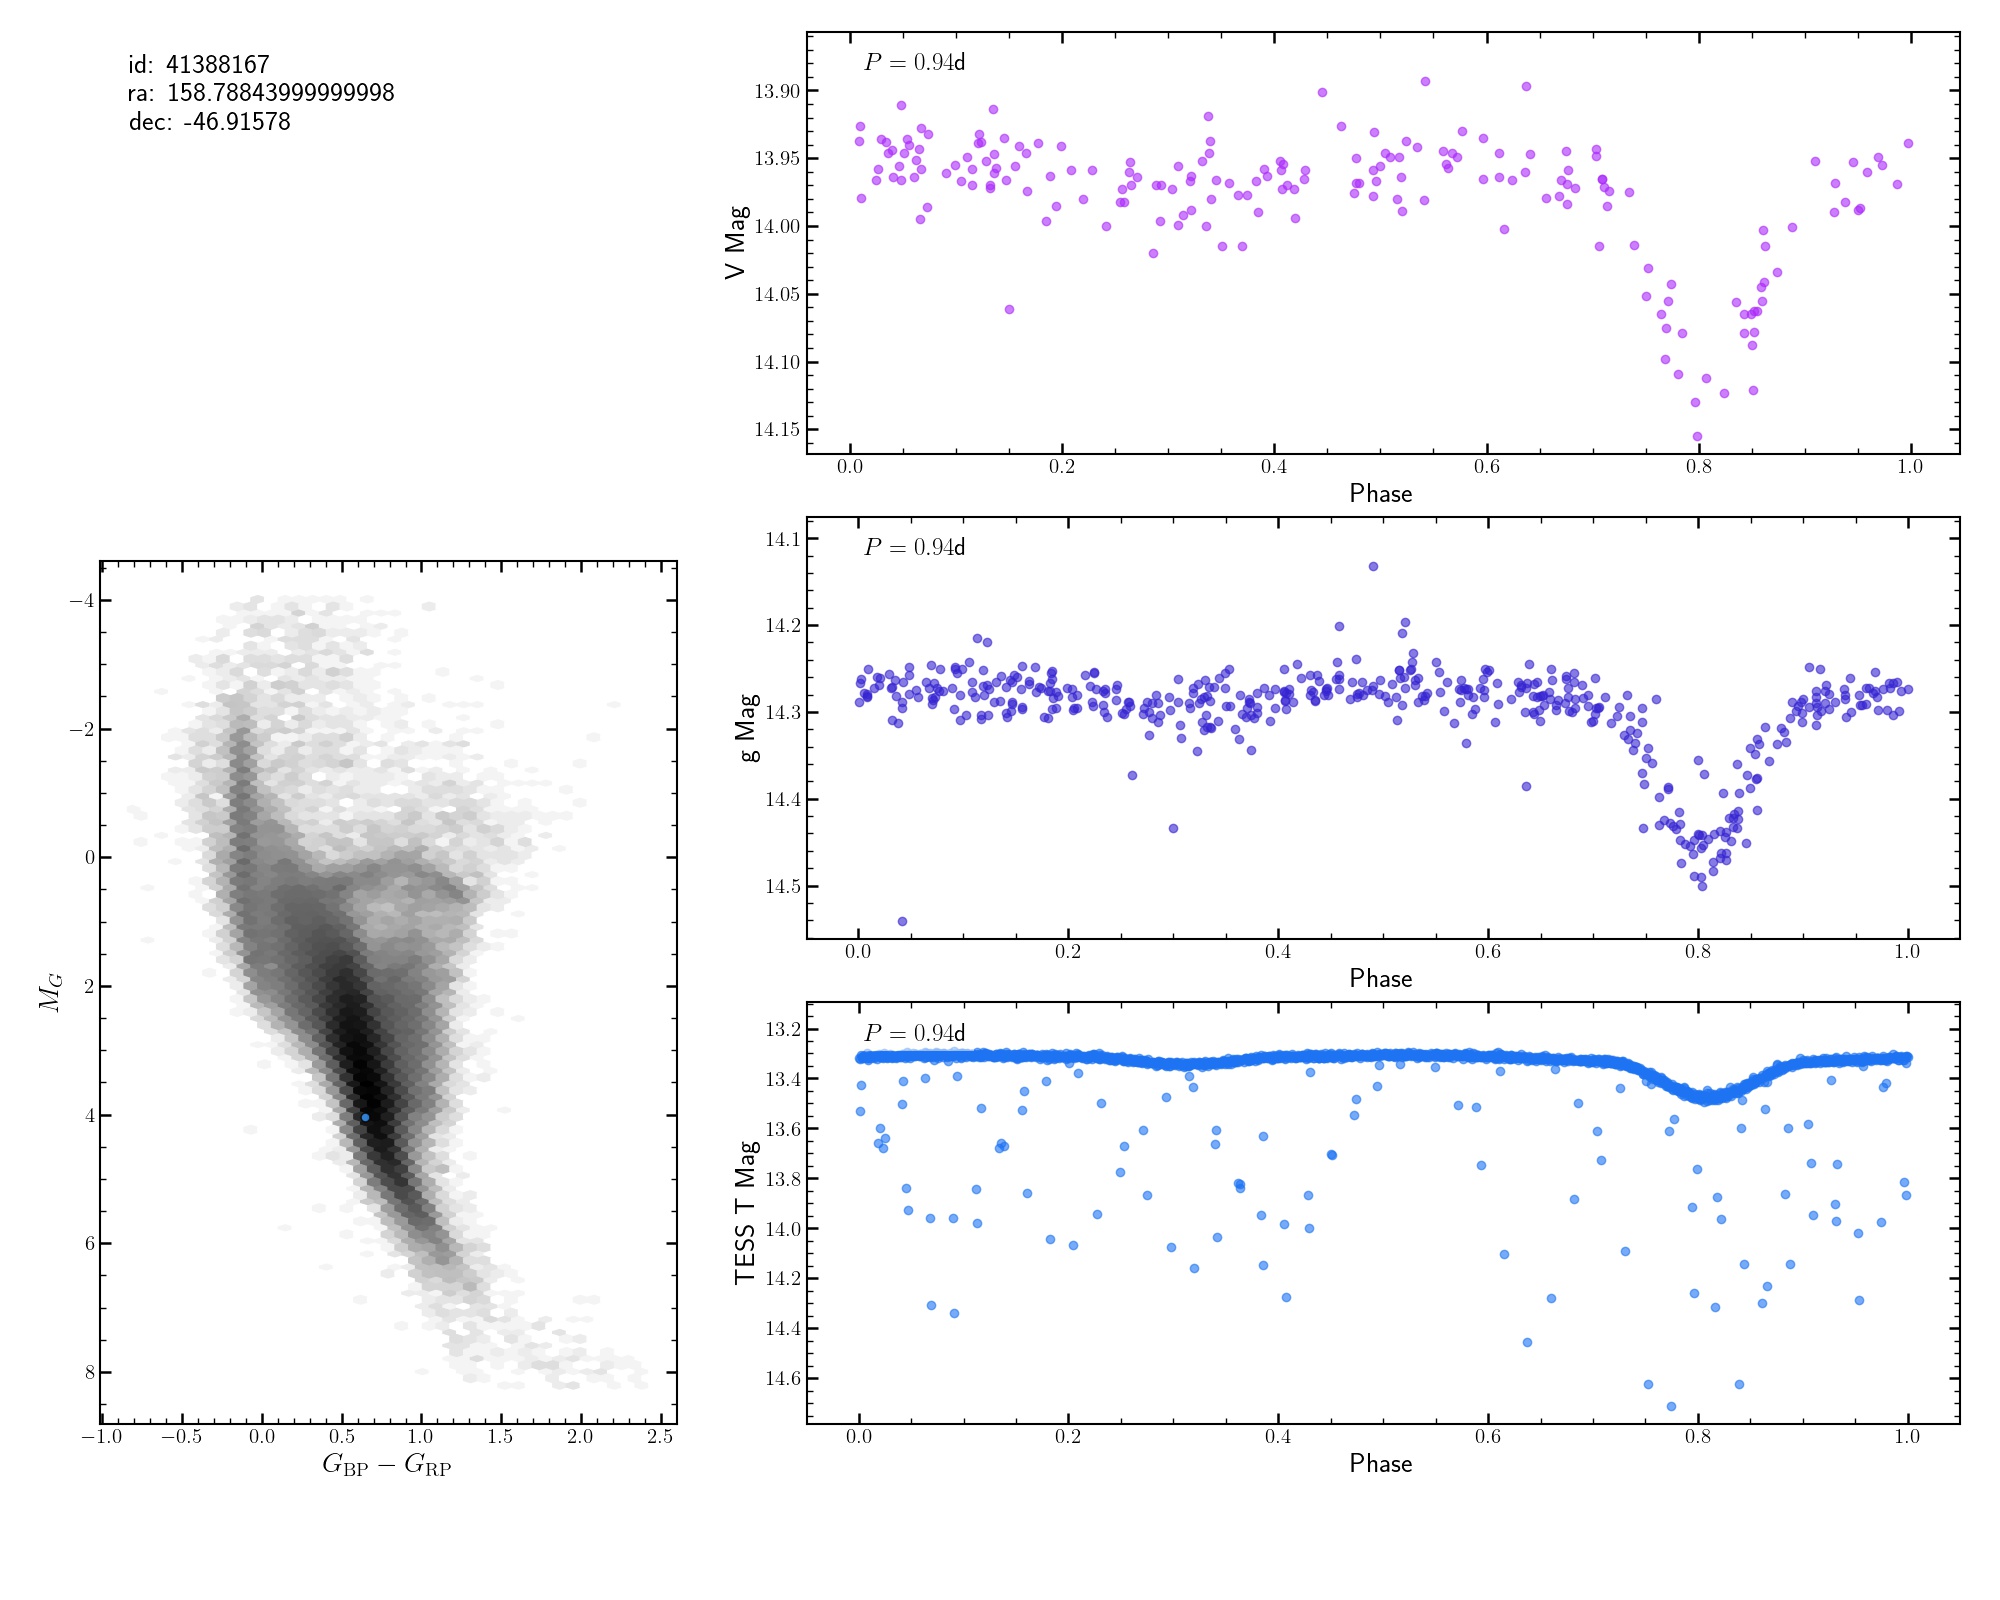 id: 41388167
ra: 158.78843999999998
dec: -46.91578
P = 0.94d
13.90
13.95
14.00
14.05
14.10
14.15
V Mag
0.0 0.2 0.4 0.6 0.8 1.0
Phase
P = 0.94d
14.1
14.2
14.3
14.4
14.5
g Mag
0.0 0.2 0.4 0.6 0.8 1.0
Phase
−4
−2
0
2
4
6
8
M_G
−1.0 −0.5 0.0 0.5 1.0 1.5 2.0 2.5
G_BP − G_RP
P = 0.94d
13.2
13.4
13.6
13.8
14.0
14.2
14.4
14.6
TESS T Mag
0.0 0.2 0.4 0.6 0.8 1.0
Phase